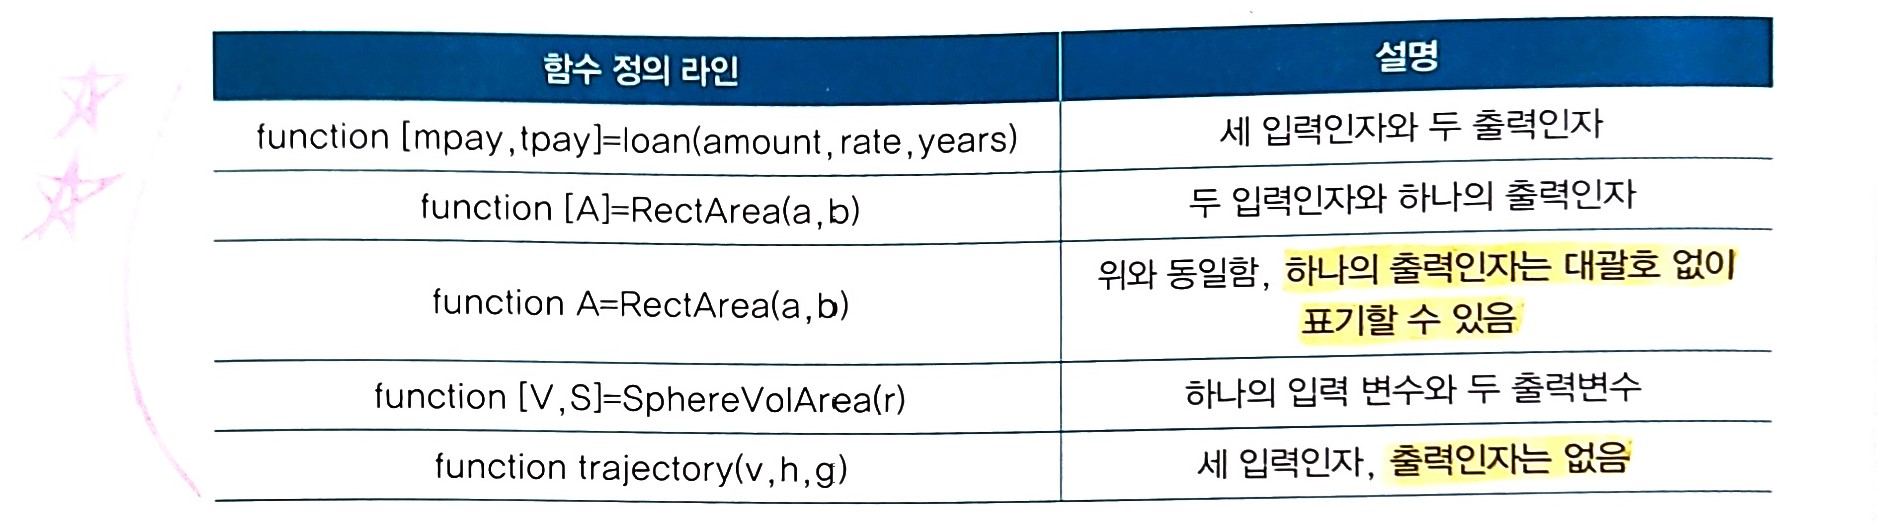 함수 정의 라인
설명
function [mpay,tpay]=loan(amount,rate,years)
세 입력인자와 두 출력인자
function [A]=RectArea(a,b)
두 입력인자와 하나의 출력인자
function A=RectArea(a,b)
위와 동일함, 하나의 출력인자는 대괄호 없이
표기할 수 있음
function [V,S]=SphereVolArea(r)
하나의 입력 변수와 두 출력변수
function trajectory(v,h,g)
세 입력인자, 출력인자는 없음